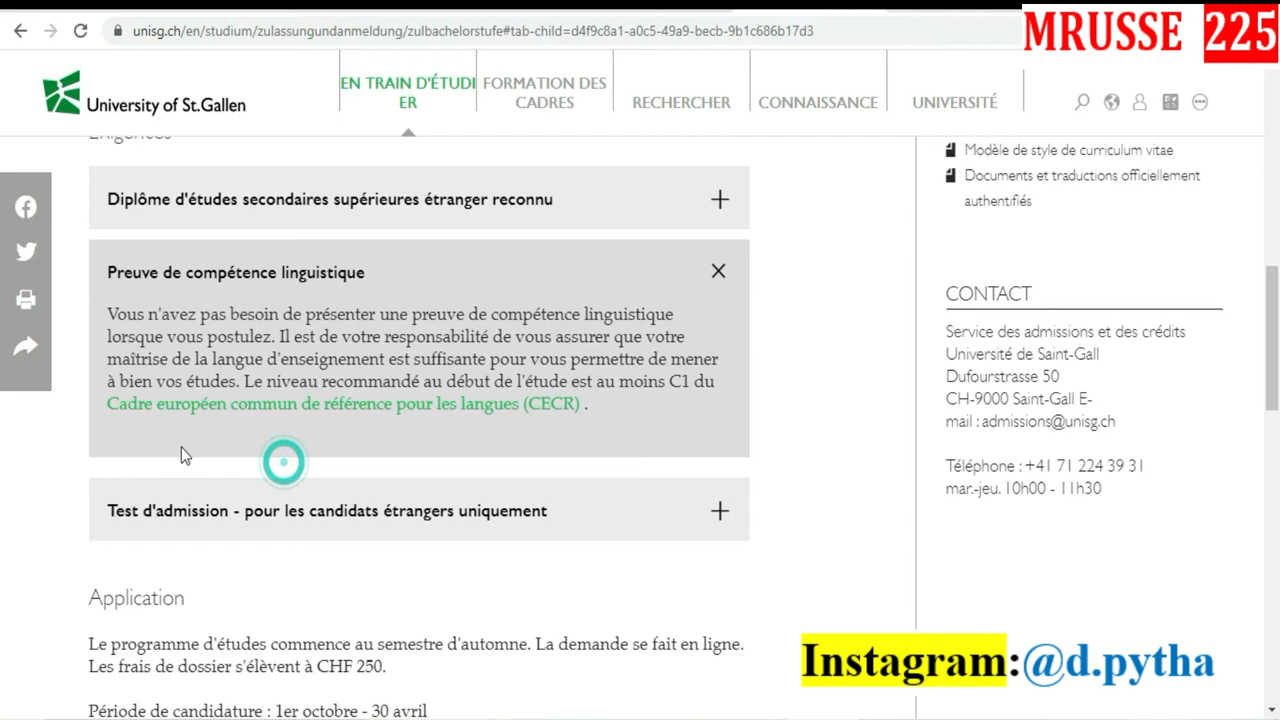 unisg.ch/en/studium/zulassungundanmeldung/zulbachelorstufe#tab-child=d4f9c8a1-a0c5-49a9-becb-9b1c686b17d3
MRUSSE 225
University of St.Gallen
EN TRAIN D'ÉTUDI
ER
FORMATION DES
CADRES
RECHERCHER
CONNAISSANCE
UNIVERSITÉ
Exigences
Diplôme d'études secondaires supérieures étranger reconnu
Preuve de compétence linguistique
Vous n'avez pas besoin de présenter une preuve de compétence linguistique
lorsque vous postulez. Il est de votre responsabilité de vous assurer que votre
maîtrise de la langue d'enseignement est suffisante pour vous permettre de mener
à bien vos études. Le niveau recommandé au début de l'étude est au moins C1 du
Cadre européen commun de référence pour les langues (CECR) .
Test d'admission - pour les candidats étrangers uniquement
Application
Le programme d'études commence au semestre d'automne. La demande se fait en ligne.
Les frais de dossier s'élèvent à CHF 250.
Période de candidature : 1er octobre - 30 avril
Modèle de style de curriculum vitae
Documents et traductions officiellement
authentifiés
CONTACT
Service des admissions et des crédits
Université de Saint-Gall
Dufourstrasse 50
CH-9000 Saint-Gall E-
mail : admissions@unisg.ch
Téléphone : +41 71 224 39 31
mar.-jeu. 10h00 - 11h30
Instagram:@d.pytha